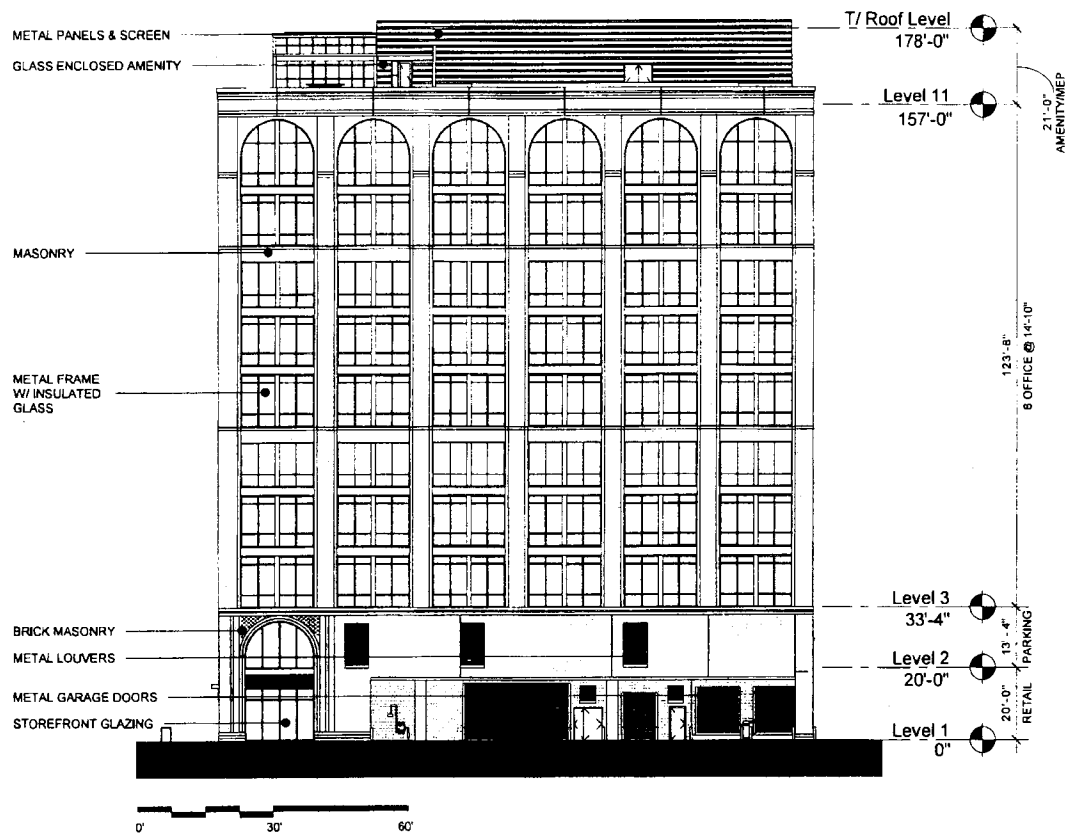 METAL PANELS & SCREEN
GLASS ENCLOSED AMENITY
MASONRY
METAL FRAME
W/ INSULATED
GLASS
BRICK MASONRY
METAL LOUVERS
METAL GARAGE DOORS
STOREFRONT GLAZING
T/ Roof Level
178'-0"
Level 11
157'-0"
Level 3
33'-4"
Level 2
20'-0"
Level 1
0"
21'-0"
AMENITY/MEP
123'-8"
8 OFFICE @ 14'-10"
13' - 4"
PARKING
20'-0"
RETAIL
0' 30' 60'